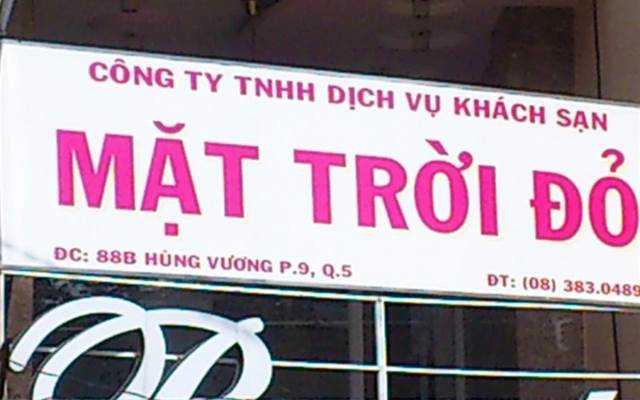 CÔNG TY TNHH DỊCH VỤ KHÁCH SẠN
MẶT TRỜI ĐỎ
ĐC: 88B HÙNG VƯƠNG P.9, Q.5
ĐT: (08) 383.0489